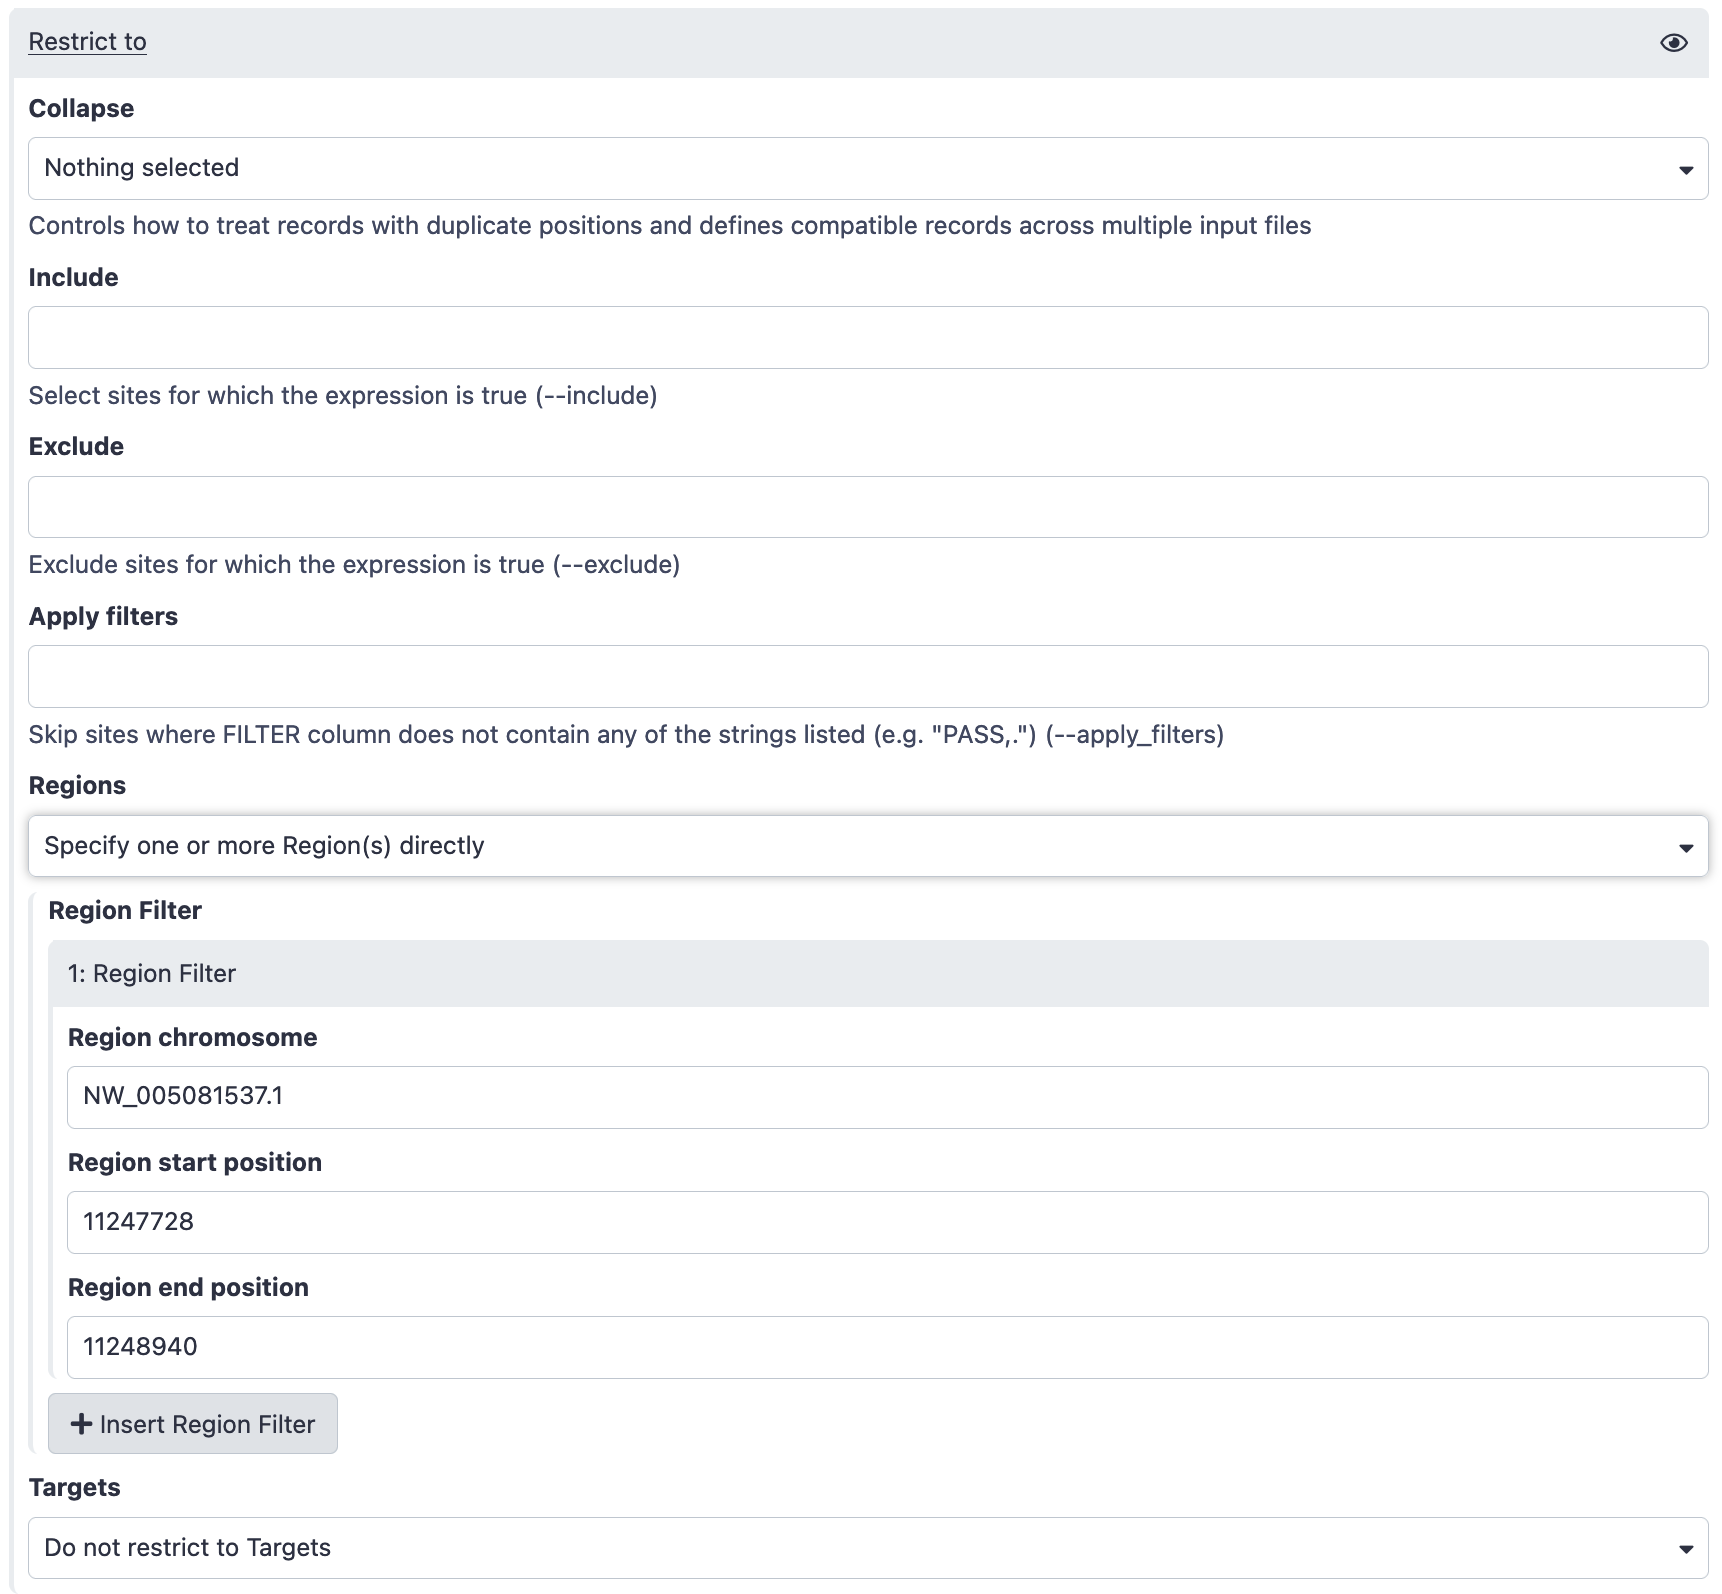 Restrict to
Collapse
Nothing selected
Controls how to treat records with duplicate positions and defines compatible records across multiple input files
Include
Select sites for which the expression is true (--include)
Exclude
Exclude sites for which the expression is true (--exclude)
Apply filters
Skip sites where FILTER column does not contain any of the strings listed (e.g. "PASS,.") (--apply_filters)
Regions
Specify one or more Region(s) directly
Region Filter
1: Region Filter
Region chromosome
NW_005081537.1
Region start position
11247728
Region end position
11248940
Insert Region Filter
Targets
Do not restrict to Targets